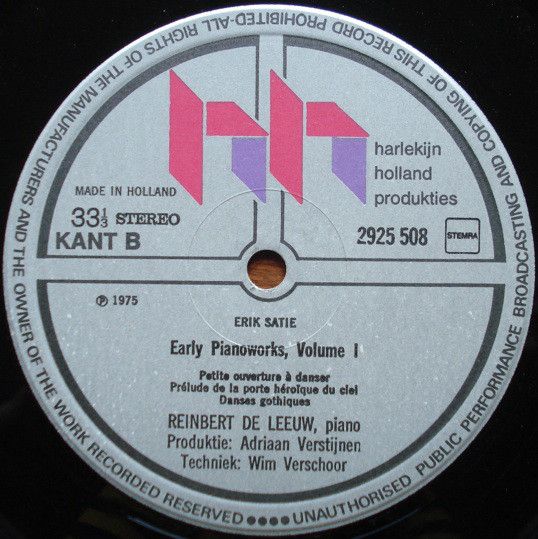 ALL RIGHTS OF THE MANUFACTURERS AND THE OWNER OF THE WORK RECORDED RESERVED ●●●● UNAUTHORISED PUBLIC PERFORMANCE BROADCASTING AND COPYING OF THIS RECORD PROHIBITED-
hh
harlekijn
holland
produkties
MADE IN HOLLAND
33⅓ STEREO
KANT B
2925 508
STEMRA
℗ 1975
ERIK SATIE
Early Pianoworks, Volume I
Petite ouverture à danser
Prélude de la porte héroïque du ciel
Danses gothiques
REINBERT DE LEEUW, piano
Produktie: Adriaan Verstijnen
Techniek: Wim Verschoor